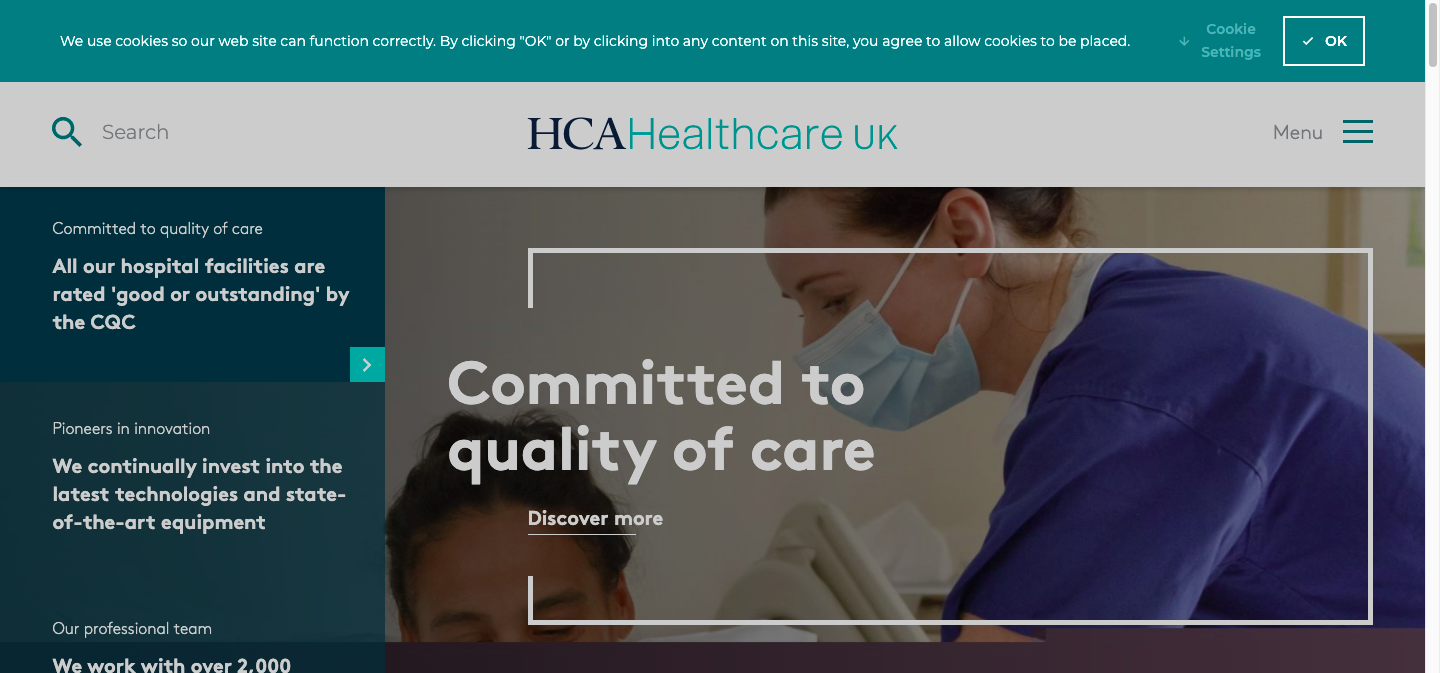 We use cookies so our web site can function correctly. By clicking "OK" or by clicking into any content on this site, you agree to allow cookies to be placed.
Cookie
Settings
OK
Search
HCAHealthcare UK
Menu
Committed to quality of care
All our hospital facilities are
rated 'good or outstanding' by
the CQC
Pioneers in innovation
We continually invest into the
latest technologies and state-
of-the-art equipment
Our professional team
We work with over 2,000
Committed to
quality of care
Discover more